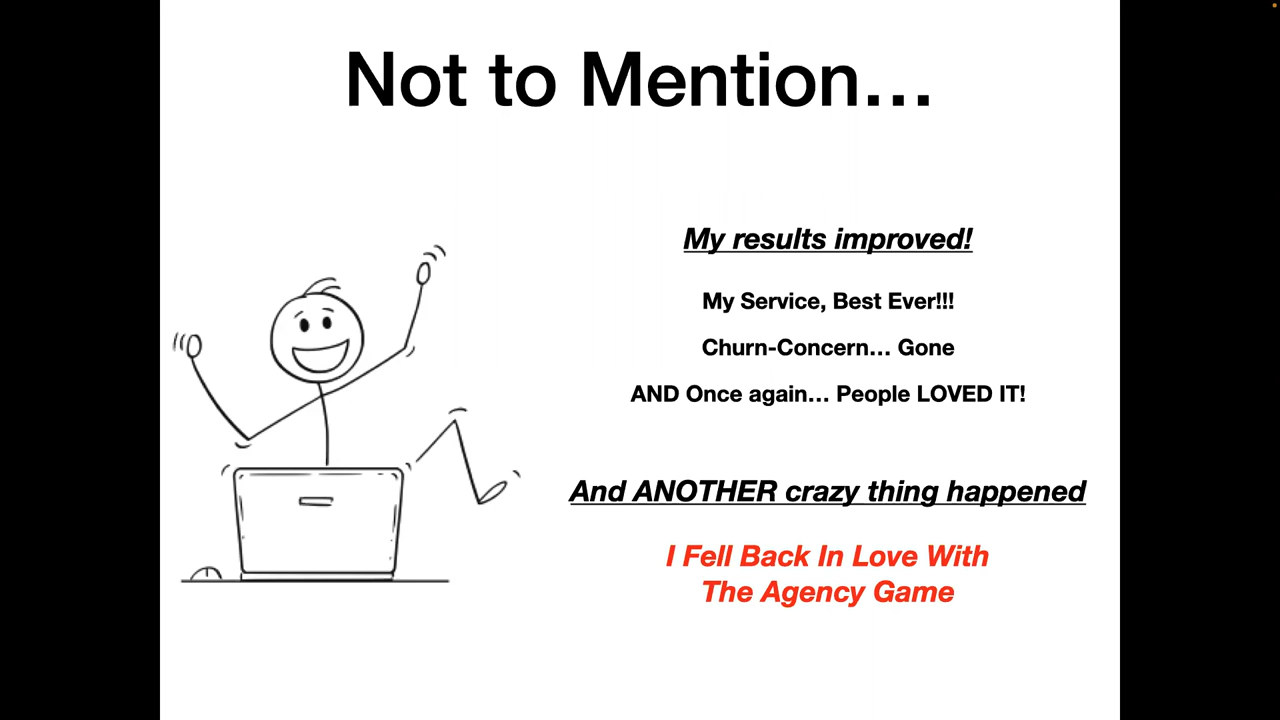 Not to Mention…
My results improved!
My Service, Best Ever!!!
Churn-Concern… Gone
AND Once again… People LOVED IT!
And ANOTHER crazy thing happened
I Fell Back In Love With
The Agency Game